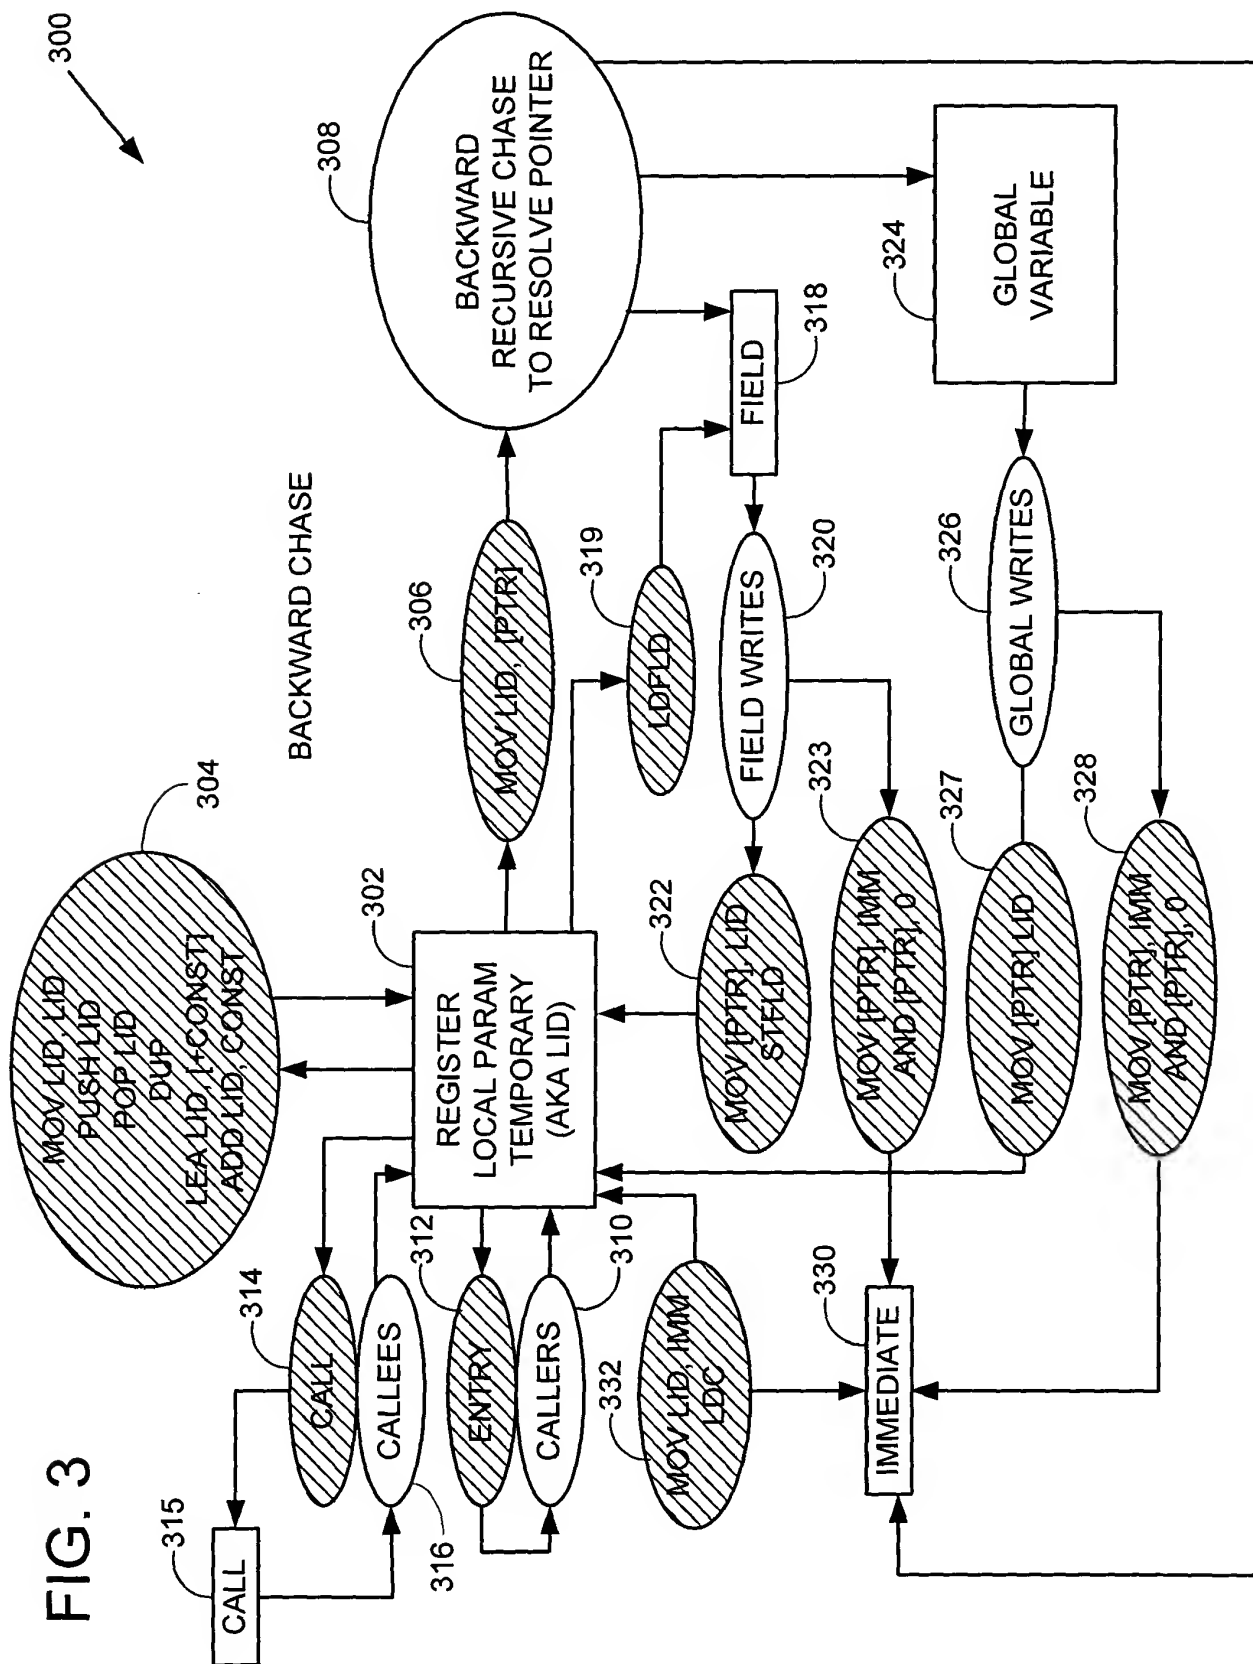 FIG. 3
300
BACKWARD CHASE
304
MOV LID, LID
PUSH LID
POP LID
DUP
LEA LID, [+CONST]
ADD LID, CONST
315
CALL
314
CALL
CALLEES
316
312
ENTRY
CALLERS
310
302
REGISTER
LOCAL PARAM
TEMPORARY
(AKA LID)
306
MOV LID, [PTR]
308
BACKWARD
RECURSIVE CHASE
TO RESOLVE POINTER
319
LDFLD
FIELD
318
FIELD WRITES
320
322
MOV [PTR], LID
STFLD
323
MOV [PTR], IMM
AND [PTR], 0
324
GLOBAL
VARIABLE
326
GLOBAL WRITES
327
MOV [PTR] LID
328
MOV [PTR], IMM
AND [PTR], 0
332
MOV LID, IMM
LDC
330
IMMEDIATE